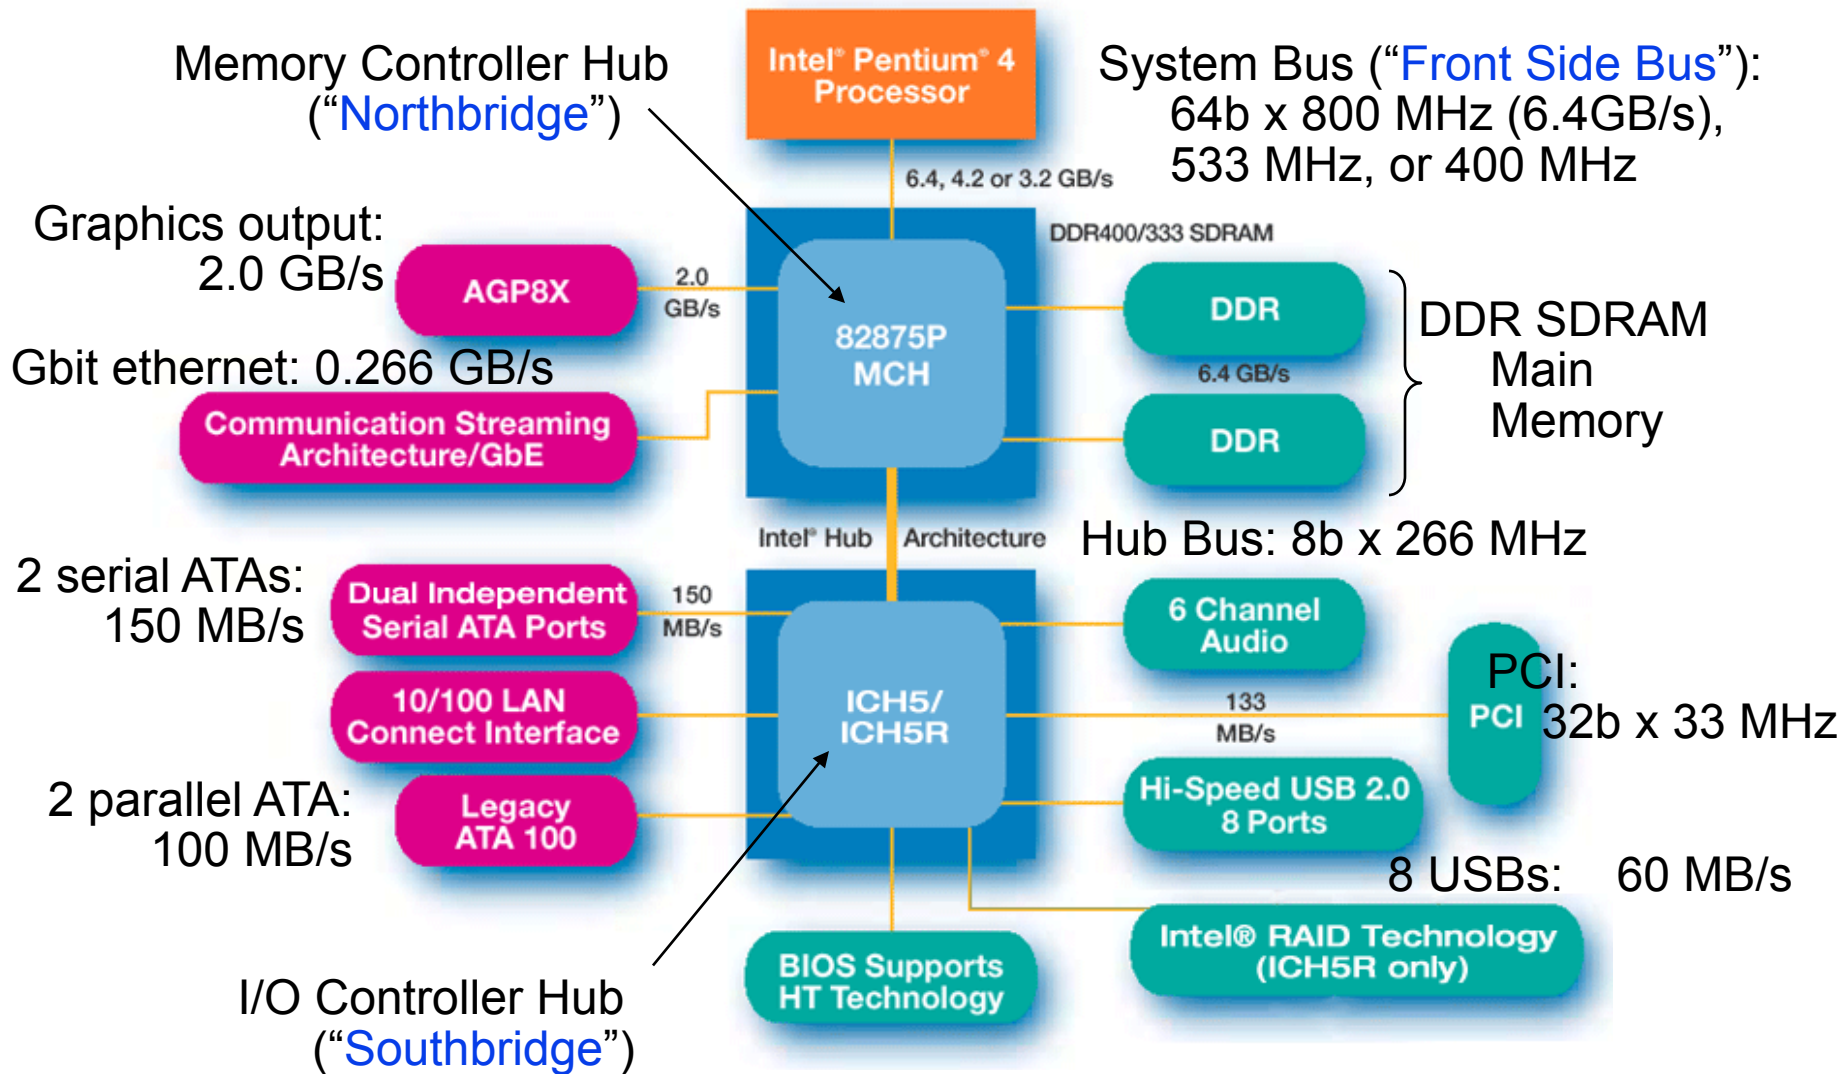 Memory Controller Hub
(“Northbridge”)
Intel® Pentium® 4
Processor
System Bus (“Front Side Bus”):
64b x 800 MHz (6.4GB/s),
533 MHz, or 400 MHz
6.4, 4.2 or 3.2 GB/s
Graphics output:
2.0 GB/s
AGP8X
2.0
GB/s
DDR400/333 SDRAM
82875P
MCH
DDR
6.4 GB/s
DDR
DDR SDRAM
Main
Memory
Gbit ethernet: 0.266 GB/s
Communication Streaming
Architecture/GbE
Intel® Hub Architecture
Hub Bus: 8b x 266 MHz
2 serial ATAs:
150 MB/s
Dual Independent
Serial ATA Ports
150
MB/s
6 Channel
Audio
10/100 LAN
Connect Interface
ICH5/
ICH5R
133
MB/s
PCI
PCI:
32b x 33 MHz
2 parallel ATA:
100 MB/s
Legacy
ATA 100
Hi-Speed USB 2.0
8 Ports
8 USBs: 60 MB/s
BIOS Supports
HT Technology
Intel® RAID Technology
(ICH5R only)
I/O Controller Hub
(“Southbridge”)